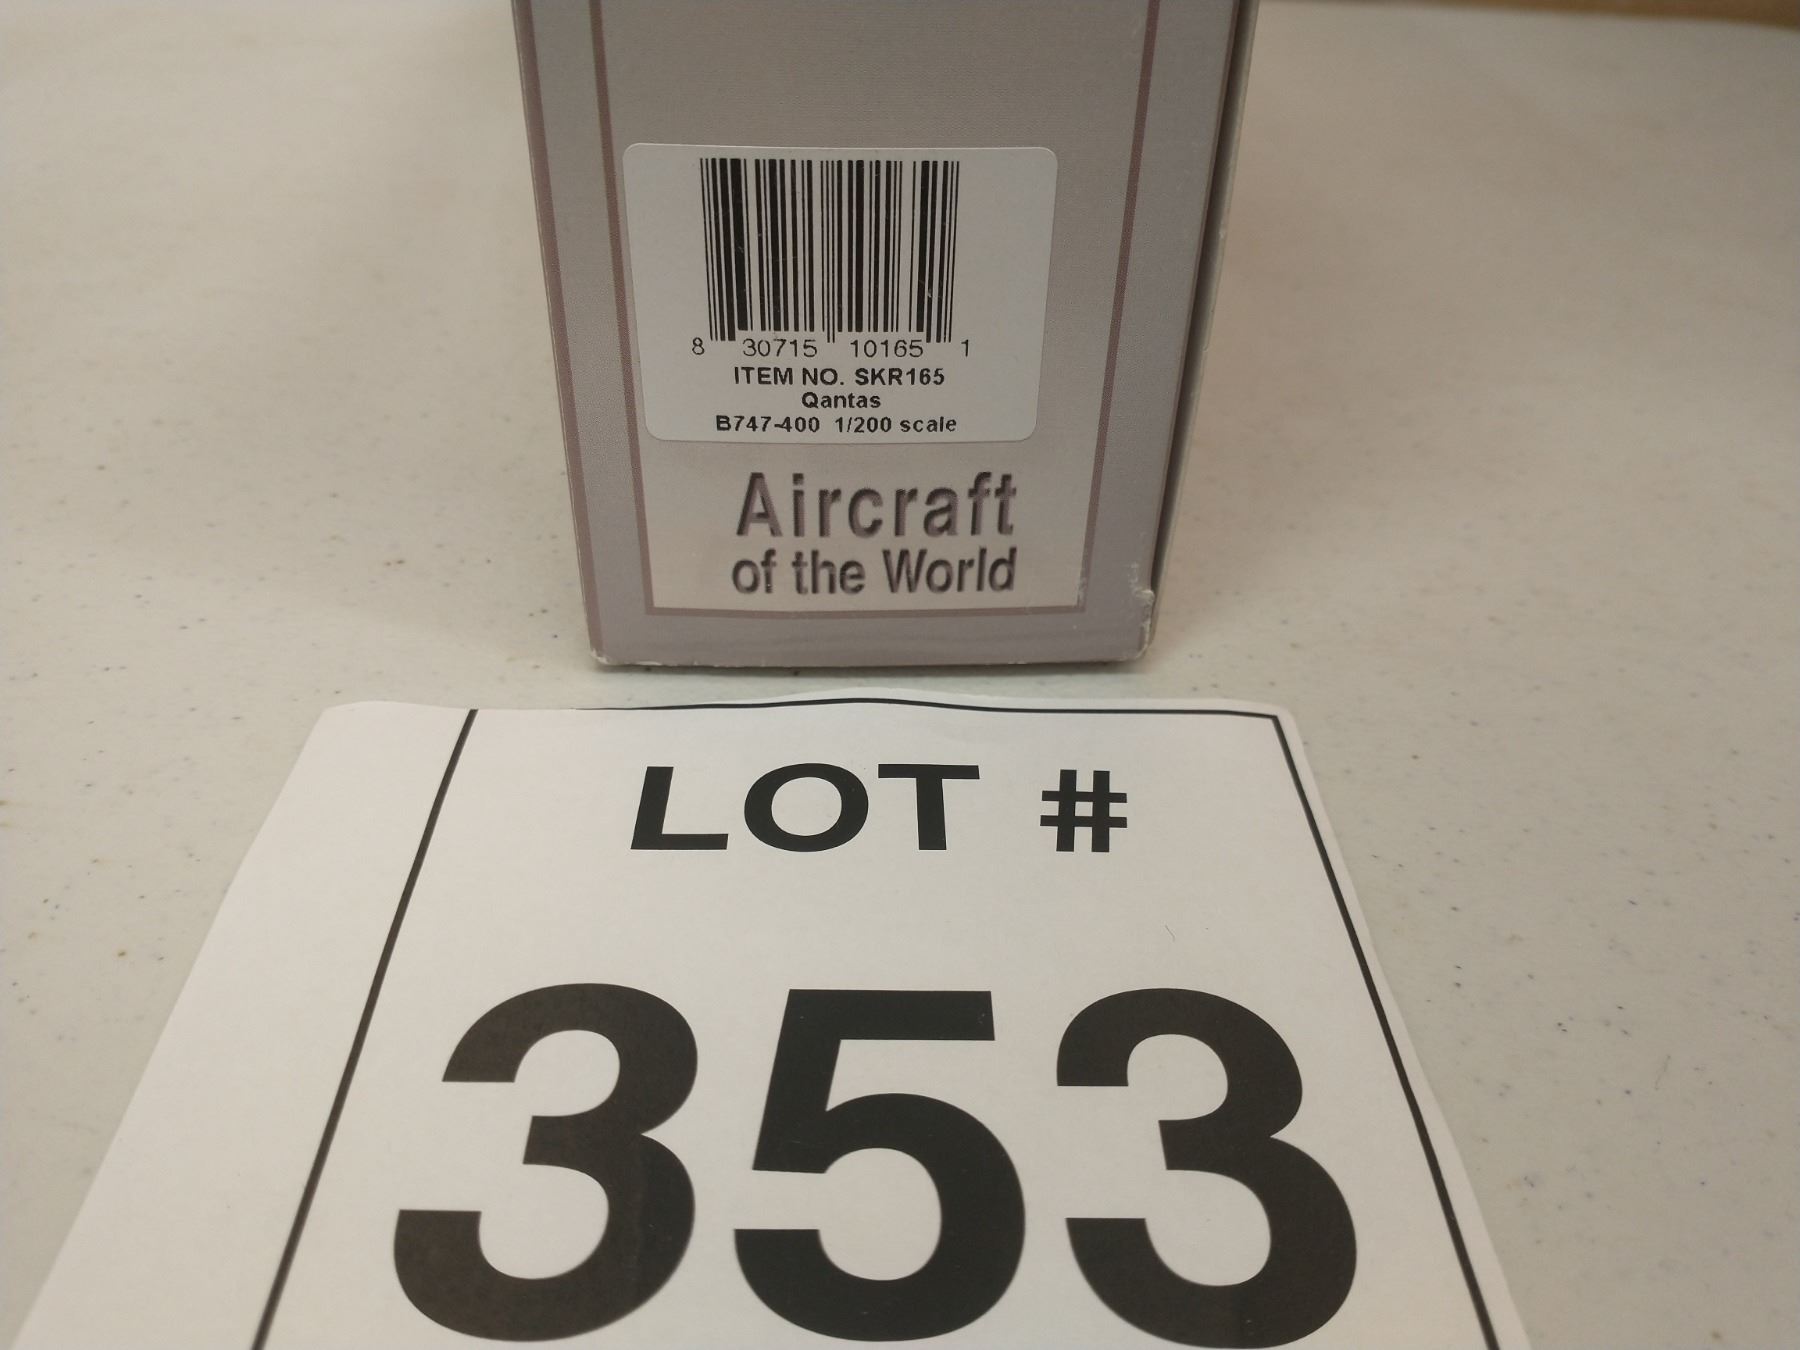 8 30715 10165 1
ITEM NO. SKR165
Qantas
B747-400 1/200 scale
Aircraft
of the World
LOT #
353